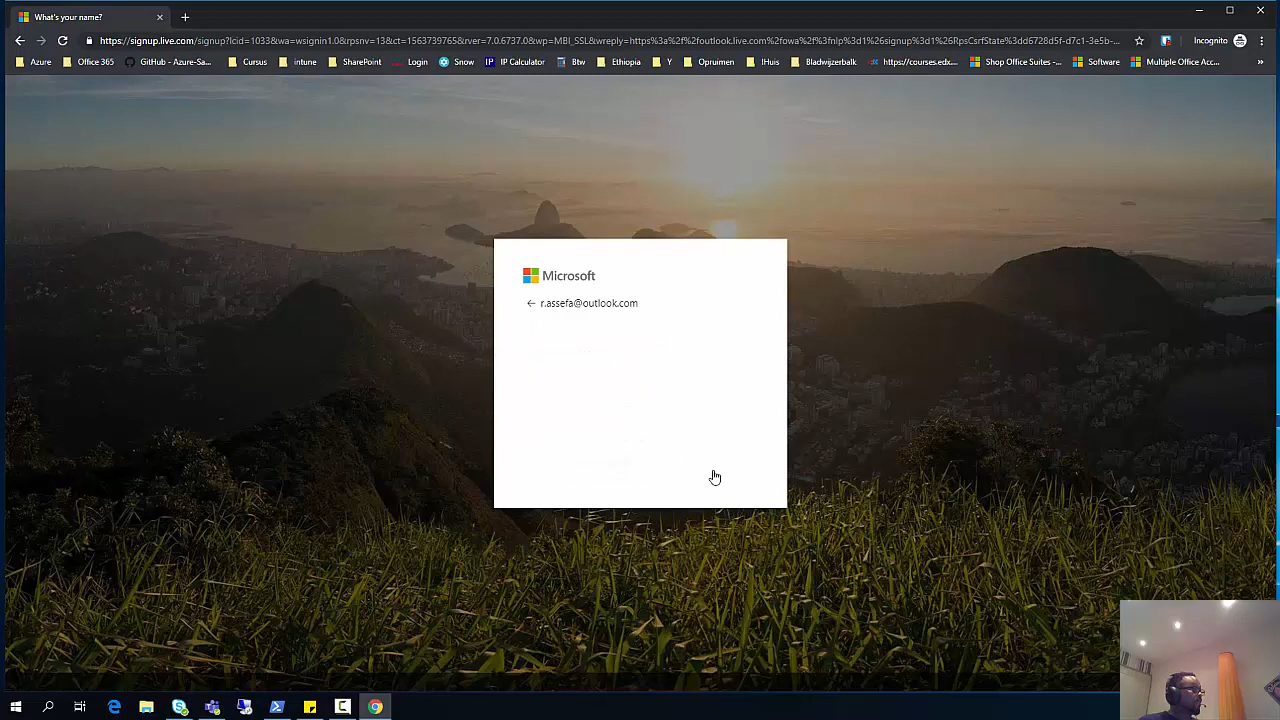 What's your name?
https://signup.live.com/signup?lcid=1033&wa=wsignin1.0&rpsnv=13&ct=1563739765&rver=7.0.6737.0&wp=MBI_SSL&wreply=https%3a%2f%2foutlook.live.com%2fowa%2f%3fnlp%3d1%26signup%3d1%26RpsCsrfState%3dd6728d5f-d7c1-3e5b-... Incognito
Azure Office 365 GitHub - Azure-Sa... Cursus intune SharePoint Login Snow IP IP Calculator Btw Ethiopia Y Opruimen IHuis Bladwijzerbalk https://courses.edx.... Shop Office Suites -... Software Multiple Office Acc... »
Microsoft
← r.assefa@outlook.com